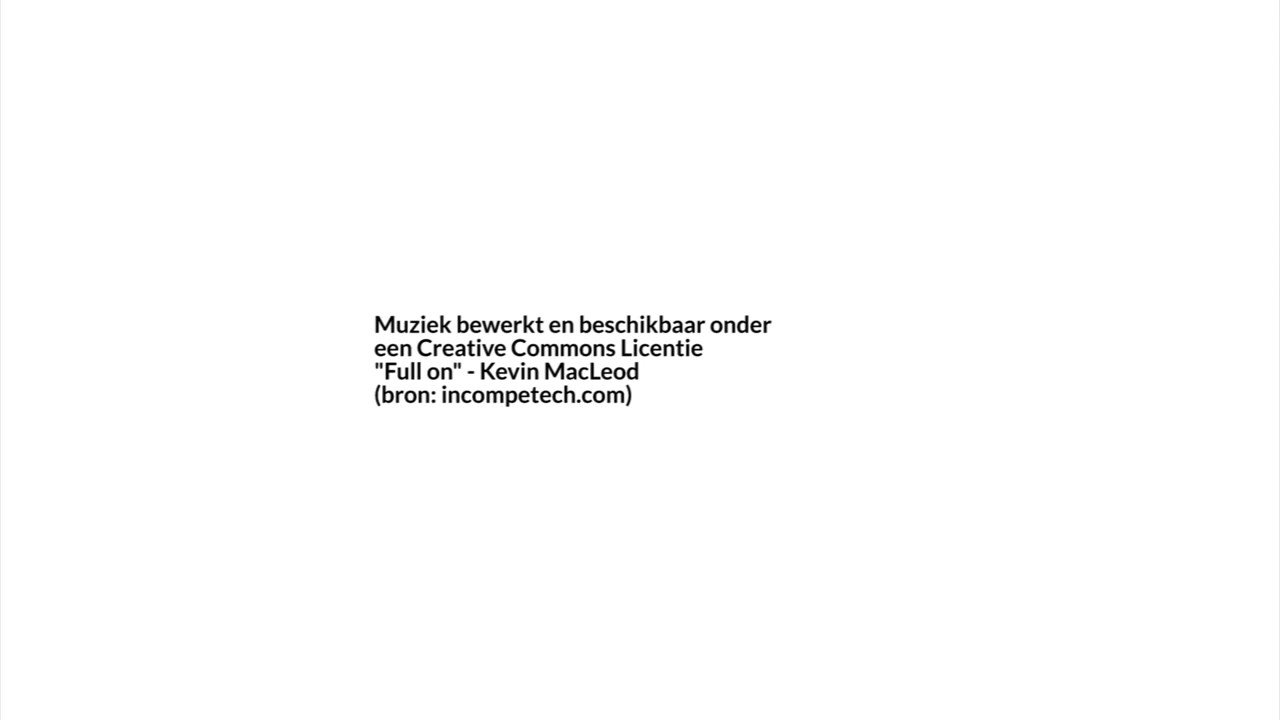 Muziek bewerkt en beschikbaar onder
een Creative Commons Licentie
"Full on" - Kevin MacLeod
(bron: incompetech.com)